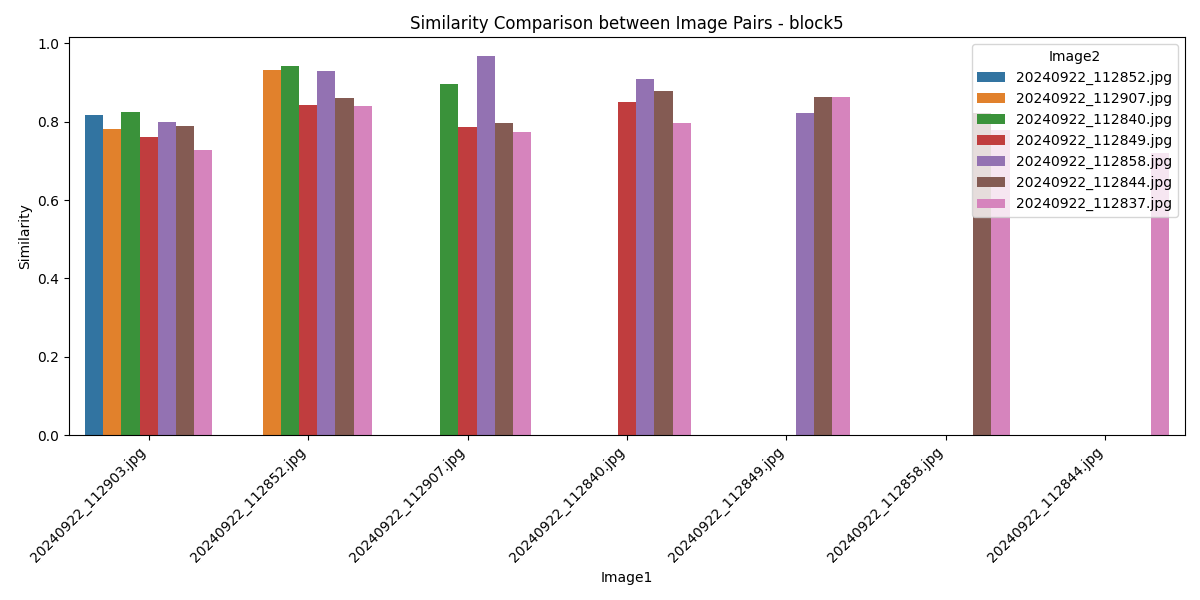 Similarity Comparison between Image Pairs - block5
Similarity
1.0
0.8
0.6
0.4
0.2
0.0
Image2
20240922_112852.jpg
20240922_112907.jpg
20240922_112840.jpg
20240922_112849.jpg
20240922_112858.jpg
20240922_112844.jpg
20240922_112837.jpg
20240922_112903.jpg
20240922_112852.jpg
20240922_112907.jpg
20240922_112840.jpg
20240922_112849.jpg
20240922_112858.jpg
20240922_112844.jpg
Image1